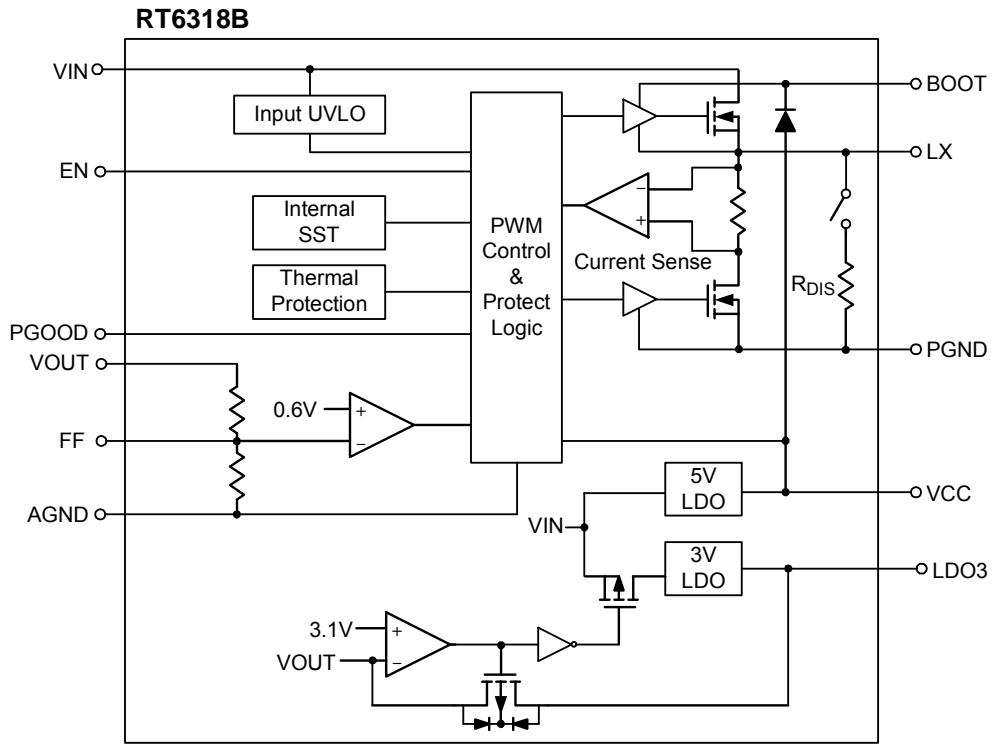 RT6318B
VIN
BOOT
Input UVLO
LX
EN
Internal
SST
PWM
Control
&
Protect
Logic
−
+
Current Sense
Thermal
Protection
RDIS
PGOOD
PGND
VOUT
0.6V
+
−
FF
5V
LDO
VCC
AGND
VIN
3V
LDO
LDO3
3.1V
+
VOUT
−